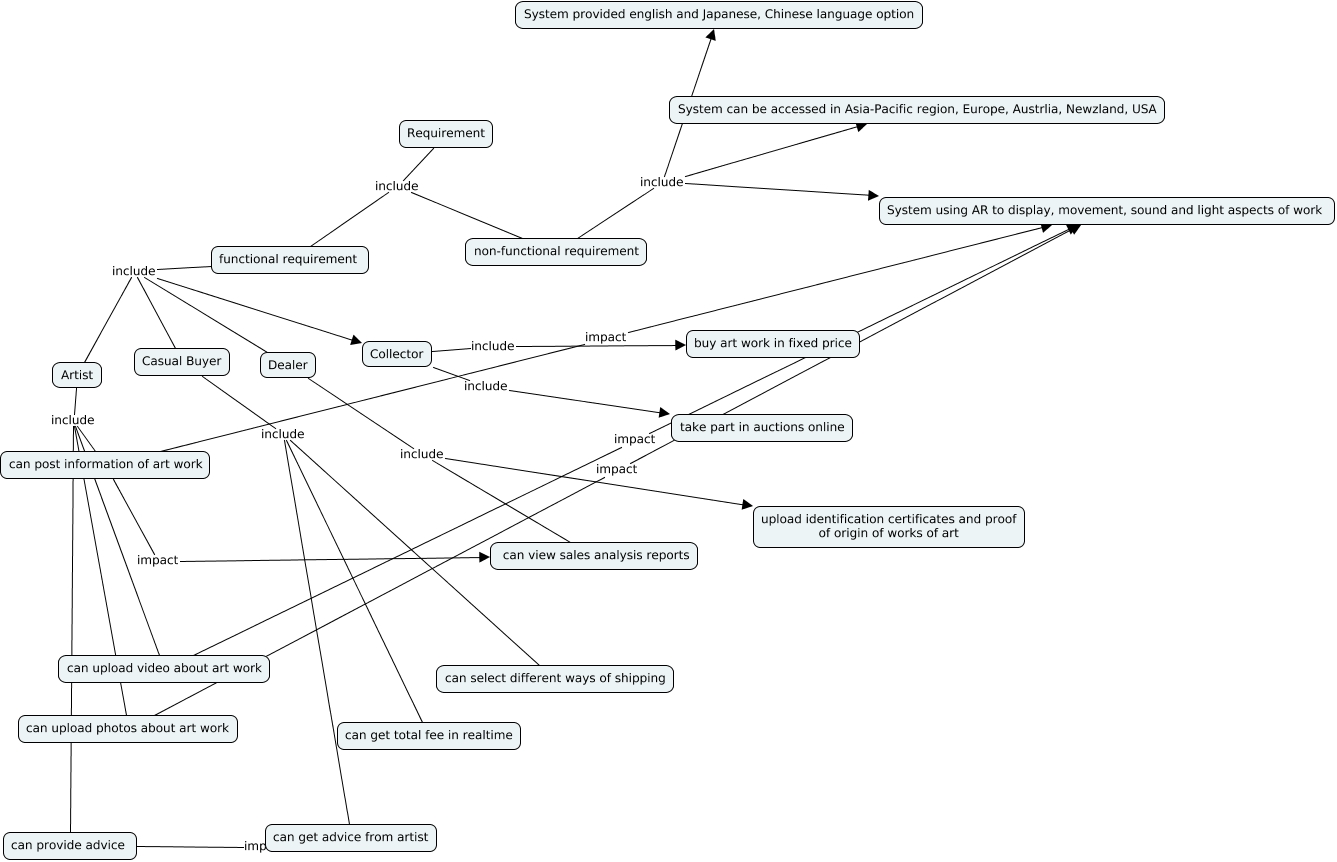 System provided english and Japanese, Chinese language option
System can be accessed in Asia-Pacific region, Europe, Austrlia, Newzland, USA
Requirement
include
include
System using AR to display, movement, sound and light aspects of work
non-functional requirement
functional requirement
include
impact
buy art work in fixed price
include
Collector
Casual Buyer
Dealer
Artist
include
include
take part in auctions online
include
impact
include
can post information of art work
impact
upload identification certificates and proof
of origin of works of art
can view sales analysis reports
impact
can upload video about art work
can select different ways of shipping
can upload photos about art work
can get total fee in realtime
can get advice from artist
can provide advice
imp